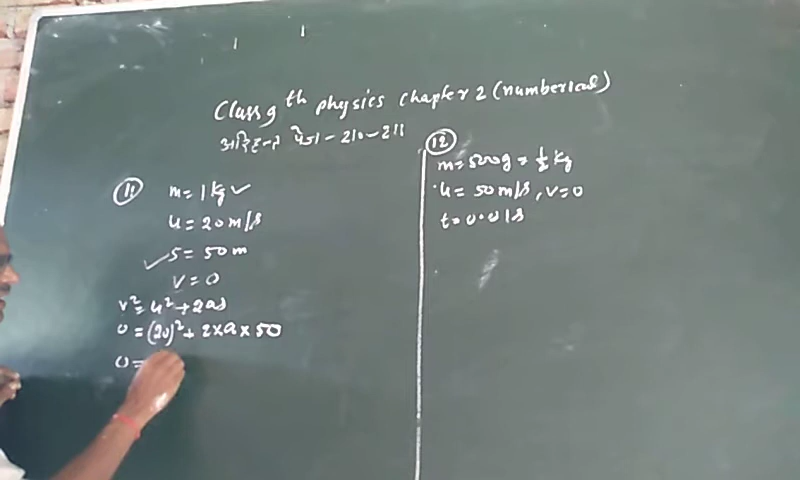 Class 9th physics chapter 2 (numberical)
पेज - 210 - 211
(11)
m = 1 kg ✓
u = 20 m/s
✓ s = 50 m
v = 0
v² = u² + 2as
0 = (20)² + 2×a×50
0 =
(12)
m = 500g = ½ kg
u = 50 m/s, v = 0
t = 0.01s